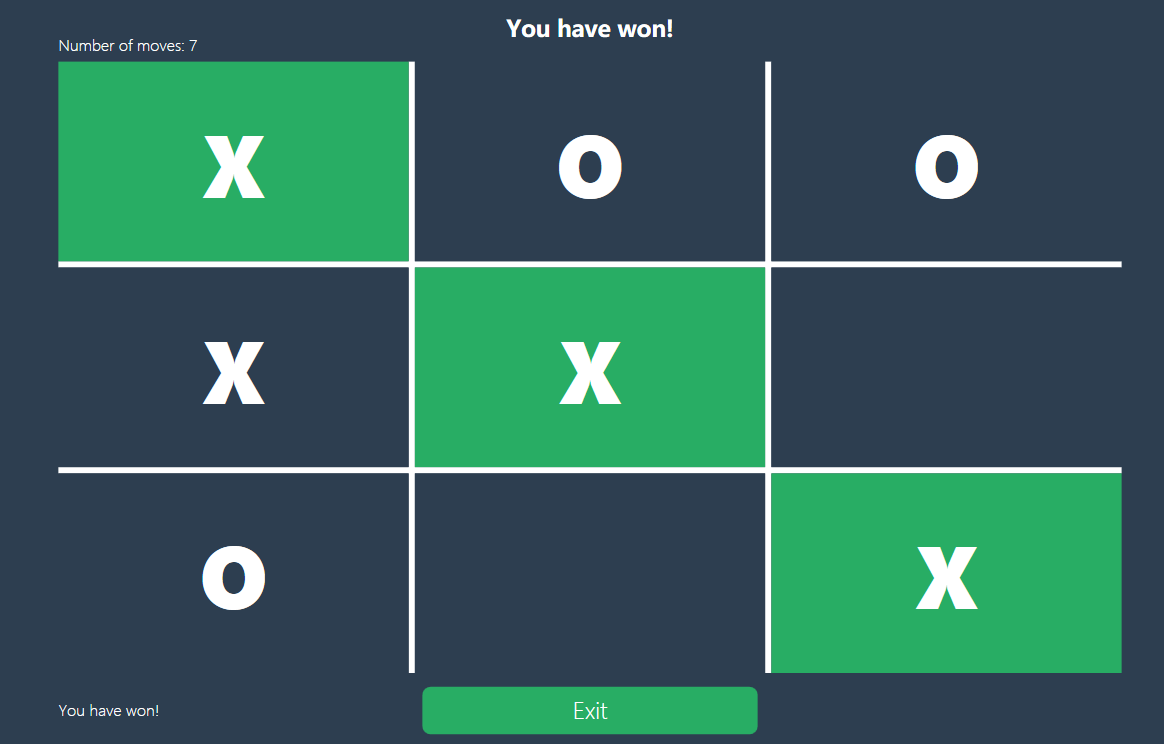 You have won!
Number of moves: 7
X O O
X X
O X
You have won!
Exit